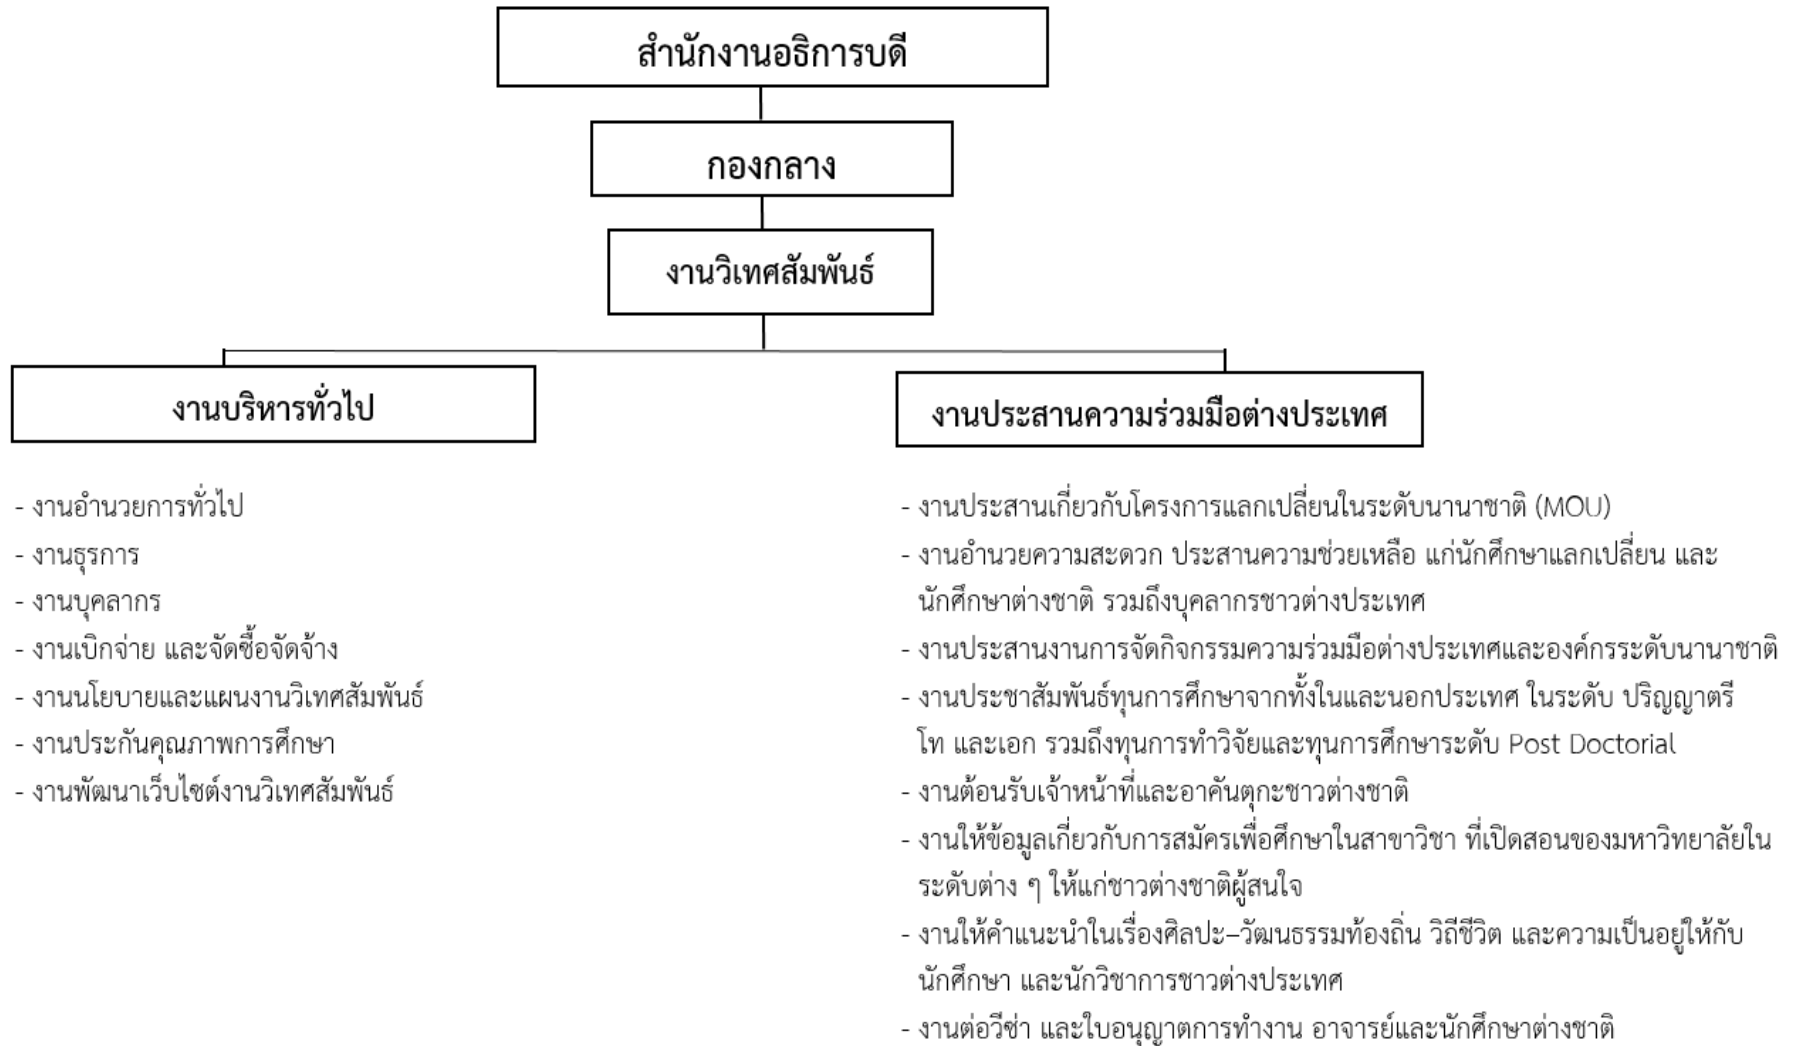 สำนักงานอธิการบดี
กองกลาง
งานวิเทศสัมพันธ์
งานบริหารทั่วไป
- งานอำนวยการทั่วไป
- งานธุรการ
- งานบุคลากร
- งานเบิกจ่าย และจัดซื้อจัดจ้าง
- งานนโยบายและแผนงานวิเทศสัมพันธ์
- งานประกันคุณภาพการศึกษา
- งานพัฒนาเว็บไซต์งานวิเทศสัมพันธ์
งานประสานความร่วมมือต่างประเทศ
- งานประสานเกี่ยวกับโครงการแลกเปลี่ยนในระดับนานาชาติ (MOU)
- งานอำนวยความสะดวก ประสานความช่วยเหลือ แก่นักศึกษาแลกเปลี่ยน และ
นักศึกษาต่างชาติ รวมถึงบุคลากรชาวต่างประเทศ
- งานประสานงานการจัดกิจกรรมความร่วมมือต่างประเทศและองค์กรระดับนานาชาติ
- งานประชาสัมพันธ์ทุนการศึกษาจากทั้งในและนอกประเทศ ในระดับ ปริญญาตรี
โท และเอก รวมถึงทุนการทำวิจัยและทุนการศึกษาระดับ Post Doctorial
- งานต้อนรับเจ้าหน้าที่และอาคันตุกะชาวต่างชาติ
- งานให้ข้อมูลเกี่ยวกับการสมัครเพื่อศึกษาในสาขาวิชา ที่เปิดสอนของมหาวิทยาลัยใน
ระดับต่าง ๆ ให้แก่ชาวต่างชาติผู้สนใจ
- งานให้คำแนะนำในเรื่องศิลปะ–วัฒนธรรมท้องถิ่น วิถีชีวิต และความเป็นอยู่ให้กับ
นักศึกษา และนักวิชาการชาวต่างประเทศ
- งานต่อวีซ่า และใบอนุญาตการทำงาน อาจารย์และนักศึกษาต่างชาติ